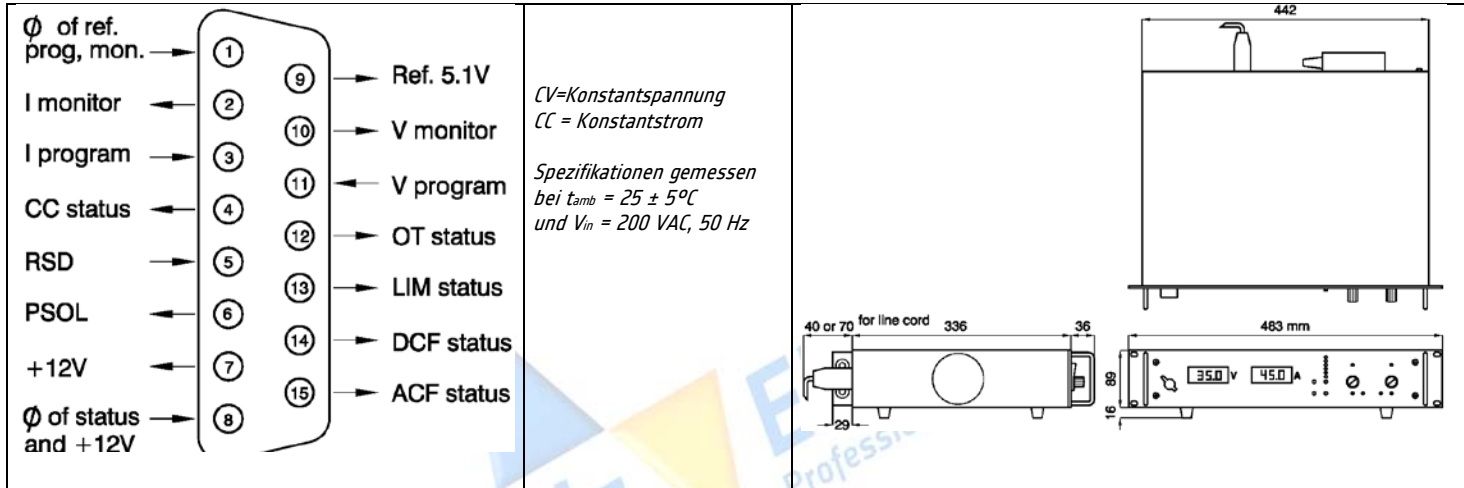 Ø of ref.
prog, mon.
I monitor
I program
CC status
RSD
PSOL
+12V
Ø of status
and +12V
1
2
3
4
5
6
7
8
9
10
11
12
13
14
15
Ref. 5.1V
V monitor
V program
OT status
LIM status
DCF status
ACF status
CV=Konstantspannung
CC = Konstantstrom
Spezifikationen gemessen
bei tamb = 25 ± 5°C
und Vin = 200 VAC, 50 Hz
442
40 or 70 for line cord 336 36
29
483 mm
89
16
35.0 V 45.0 A
Professio